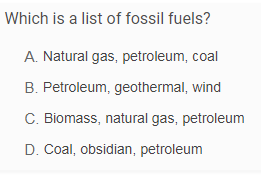 Which is a list of fossil fuels?
A. Natural gas, petroleum, coal
B. Petroleum, geothermal, wind
C. Biomass, natural gas, petroleum
D. Coal, obsidian, petroleum